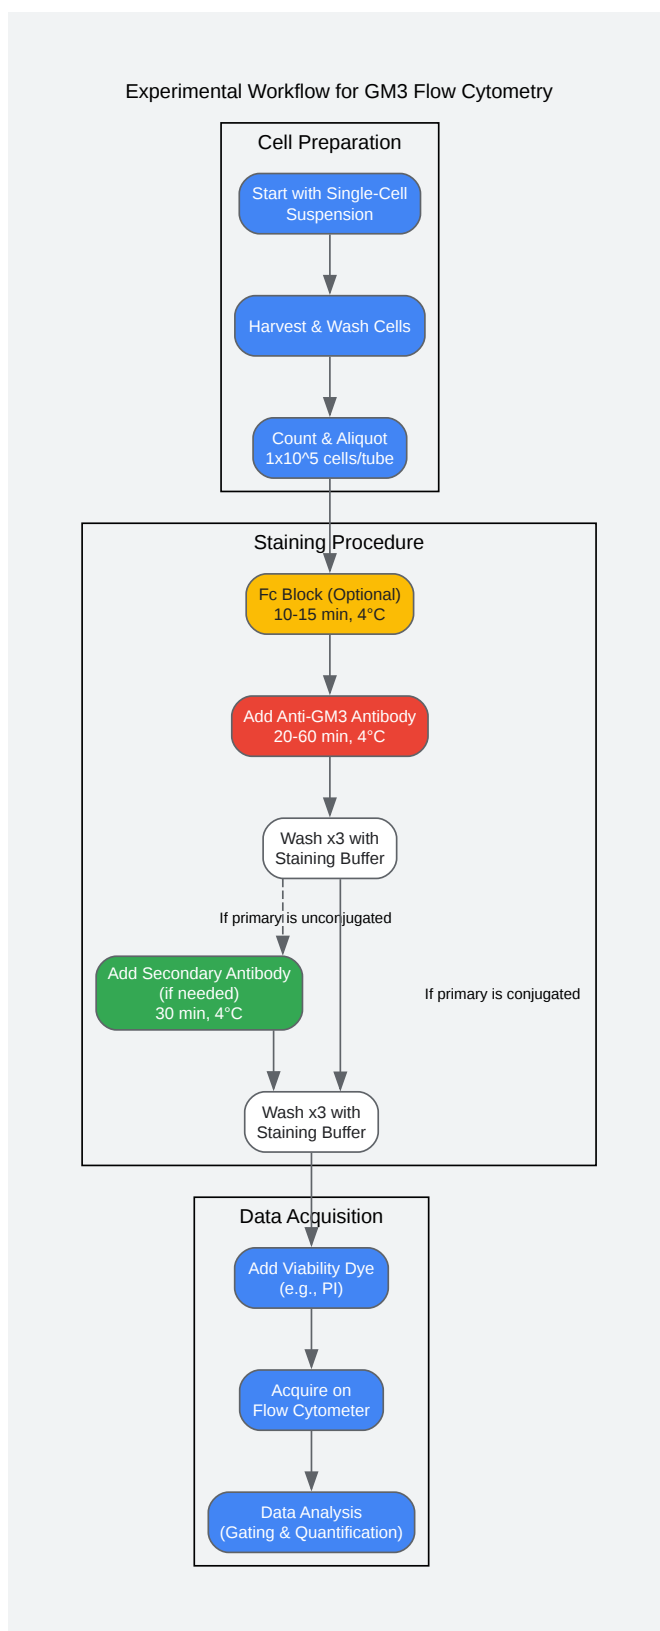 Experimental Workflow for GM3 Flow Cytometry
Cell Preparation
Start with Single-Cell
Suspension
Harvest & Wash Cells
Count & Aliquot
1x10^5 cells/tube
Staining Procedure
Fc Block (Optional)
10-15 min, 4°C
Add Anti-GM3 Antibody
20-60 min, 4°C
Wash x3 with
Staining Buffer
If primary is unconjugated
Add Secondary Antibody
(if needed)
30 min, 4°C
If primary is conjugated
Wash x3 with
Staining Buffer
Data Acquisition
Add Viability Dye
(e.g., PI)
Acquire on
Flow Cytometer
Data Analysis
(Gating & Quantification)